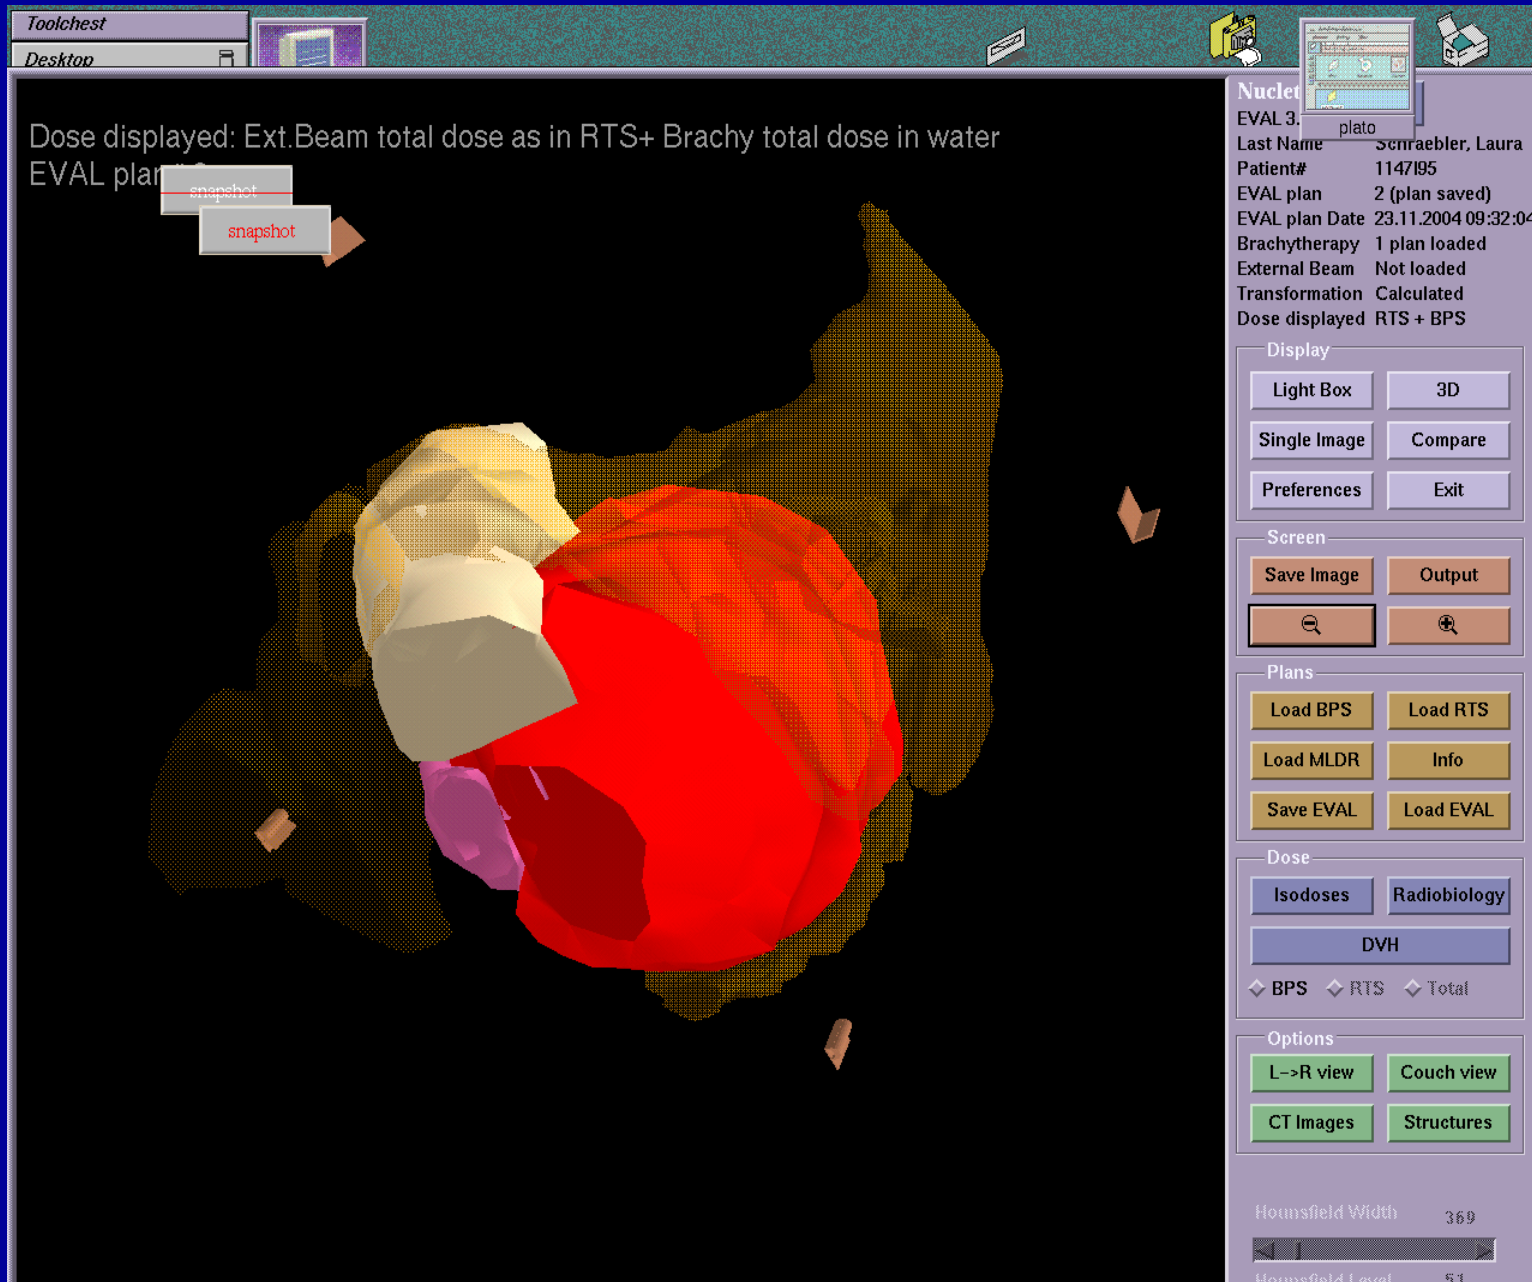 Toolchest
Desktop
plato
Dose displayed: Ext.Beam total dose as in RTS+ Brachy total dose in water
EVAL plan
snapshot
snapshot
Nuclet
EVAL 3.
Last Name Schraebler, Laura
Patient# 1147I95
EVAL plan 2 (plan saved)
EVAL plan Date 23.11.2004 09:32:04
Brachytherapy 1 plan loaded
External Beam Not loaded
Transformation Calculated
Dose displayed RTS + BPS
Display
Light Box 3D
Single Image Compare
Preferences Exit
Screen
Save Image Output
Plans
Load BPS Load RTS
Load MLDR Info
Save EVAL Load EVAL
Dose
Isodoses Radiobiology
DVH
BPS RTS Total
Options
L->R view Couch view
CT Images Structures
Hounsfield Width 369
Hounsfield Level 51